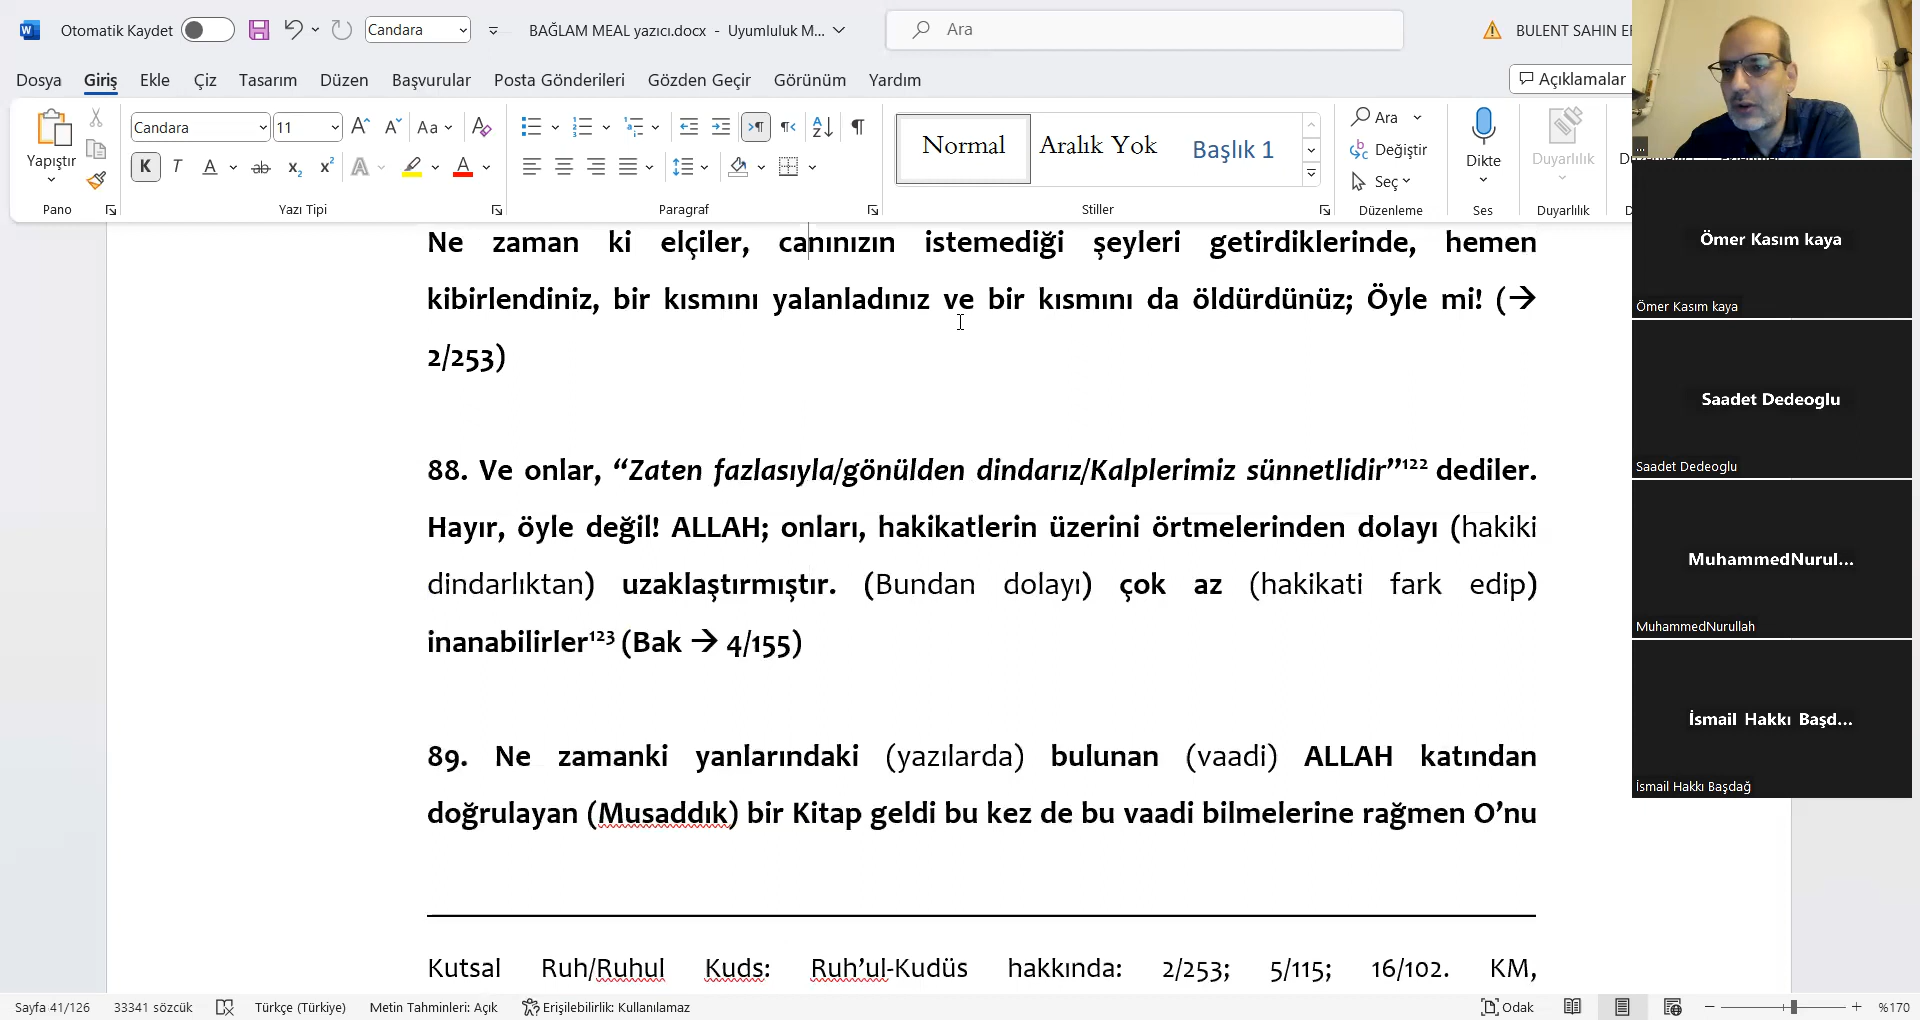 Otomatik Kaydet
Candara
BAĞLAM MEAL yazıcı.docx - Uyumluluk M...
Ara
BULENT SAHIN
Dosya Giriş Ekle Çiz Tasarım Düzen Başvurular Posta Gönderileri Gözden Geçir Görünüm Yardım
Açıklamalar
Yapıştır
Candara 11
Normal
Aralık Yok
Başlık 1
Ara
Değiştir
Seç
Dikte
Duyarlılık
Pano
Yazı Tipi
Paragraf
Stiller
Düzenleme
Ses
Duyarlılık
Ne zaman ki elçiler, canınızın istemediği şeyleri getirdiklerinde, hemen
kibirlendiniz, bir kısmını yalanladınız ve bir kısmını da öldürdünüz; Öyle mi! (→
2/253)
88. Ve onlar, “Zaten fazlasıyla/gönülden dindarız/Kalplerimiz sünnetlidir”¹²² dediler.
Hayır, öyle değil! ALLAH; onları, hakikatlerin üzerini örtmelerinden dolayı (hakiki
dindarlıktan) uzaklaştırmıştır. (Bundan dolayı) çok az (hakikati fark edip)
inanabilirler¹²³ (Bak → 4/155)
89. Ne zamanki yanlarındaki (yazılarda) bulunan (vaadi) ALLAH katından
doğrulayan (Musaddık) bir Kitap geldi bu kez de bu vaadi bilmelerine rağmen O’nu
Kutsal Ruh/Ruhul Kuds: Ruh’ul-Kudüs hakkında: 2/253; 5/115; 16/102. KM,
Ömer Kasım kaya
Ömer Kasım kaya
Saadet Dedeoglu
Saadet Dedeoglu
MuhammedNurul...
MuhammedNurullah
İsmail Hakkı Başd...
İsmail Hakkı Başdağ
Sayfa 41/126 33341 sözcük Türkçe (Türkiye) Metin Tahminleri: Açık Erişilebilirlik: Kullanılamaz
Odak
%170